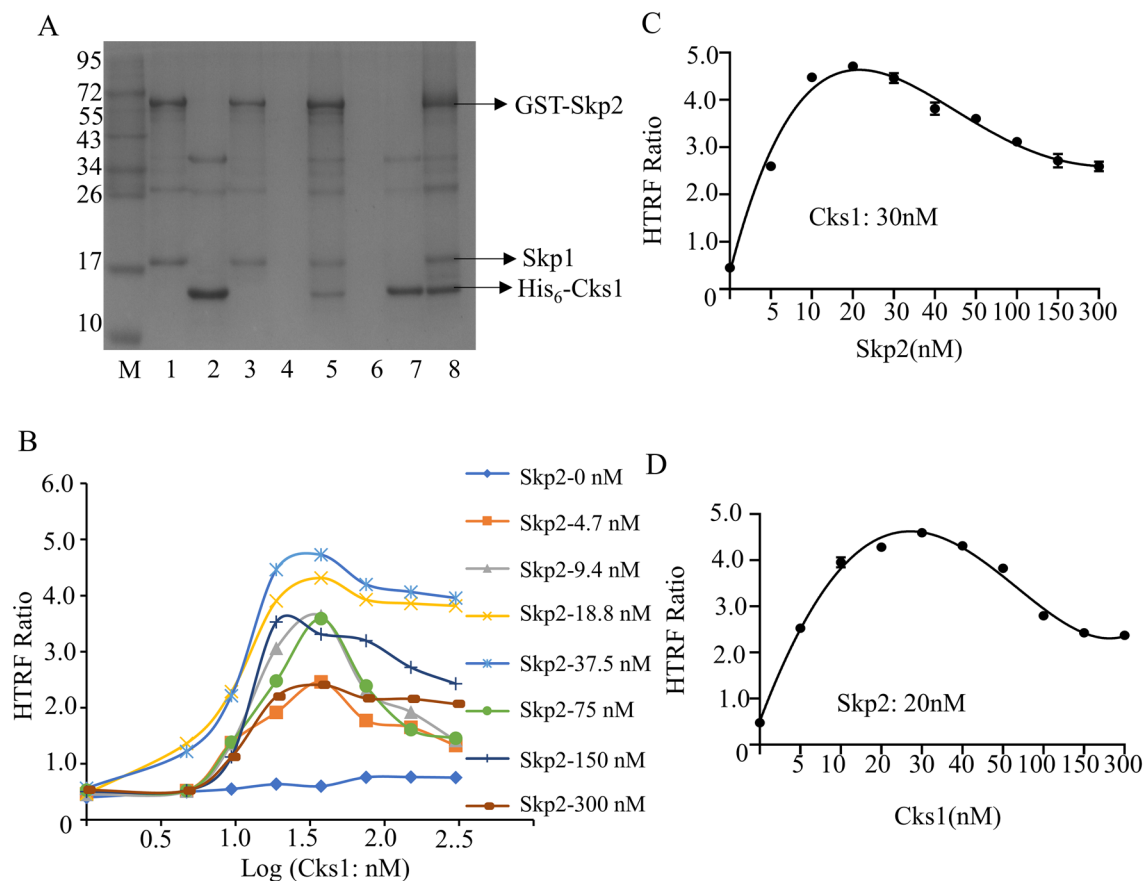 A
95
72
55
43
34
26
17
10
GST-Skp2
Skp1
His₆-Cks1
M 1 2 3 4 5 6 7 8
B
6.0
5.0
4.0
3.0
2.0
1.0
0
HTRF Ratio
0.5 1.0 1.5 2.0 2..5
Log (Cks1: nM)
Skp2-0 nM
Skp2-4.7 nM
Skp2-9.4 nM
Skp2-18.8 nM
Skp2-37.5 nM
Skp2-75 nM
Skp2-150 nM
Skp2-300 nM
C
5.0
4.0
3.0
2.0
1.0
0
HTRF Ratio
Cks1: 30nM
5 10 20 30 40 50 100 150 300
Skp2(nM)
D
5.0
4.0
3.0
2.0
1.0
0
HTRF Ratio
Skp2: 20nM
5 10 20 30 40 50 100 150 300
Cks1(nM)